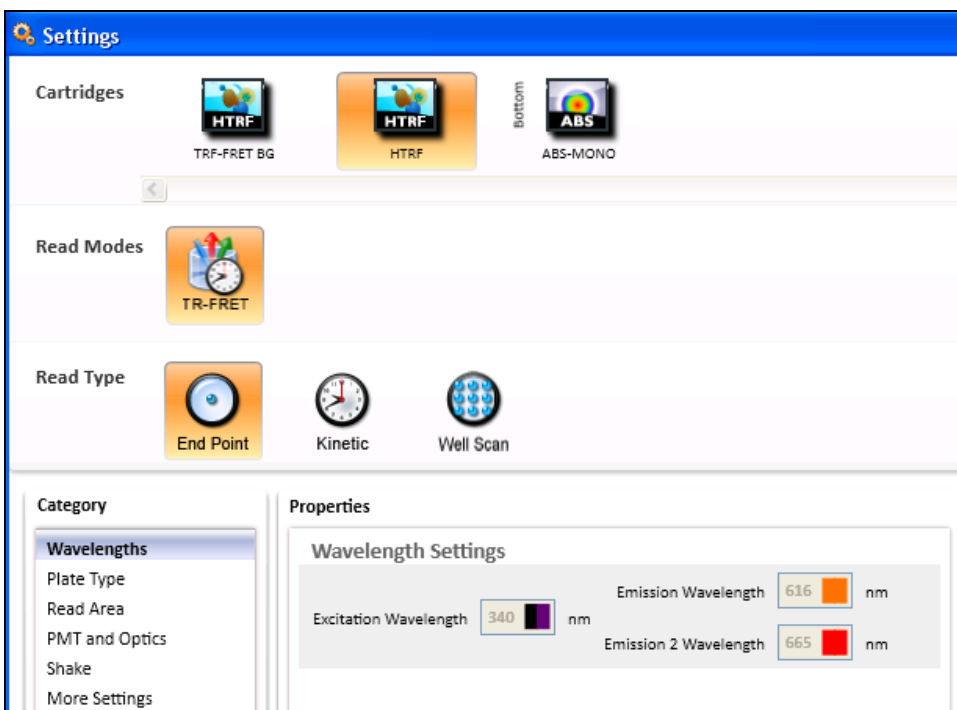 Settings
Cartridges
HTRF
TRF-FRET BG
HTRF
HTRF
Bottom
ABS
ABS-MONO
Read Modes
TR-FRET
Read Type
End Point
Kinetic
Well Scan
Category
Wavelengths
Plate Type
Read Area
PMT and Optics
Shake
More Settings
Properties
Wavelength Settings
Excitation Wavelength 340 nm
Emission Wavelength 616 nm
Emission 2 Wavelength 665 nm